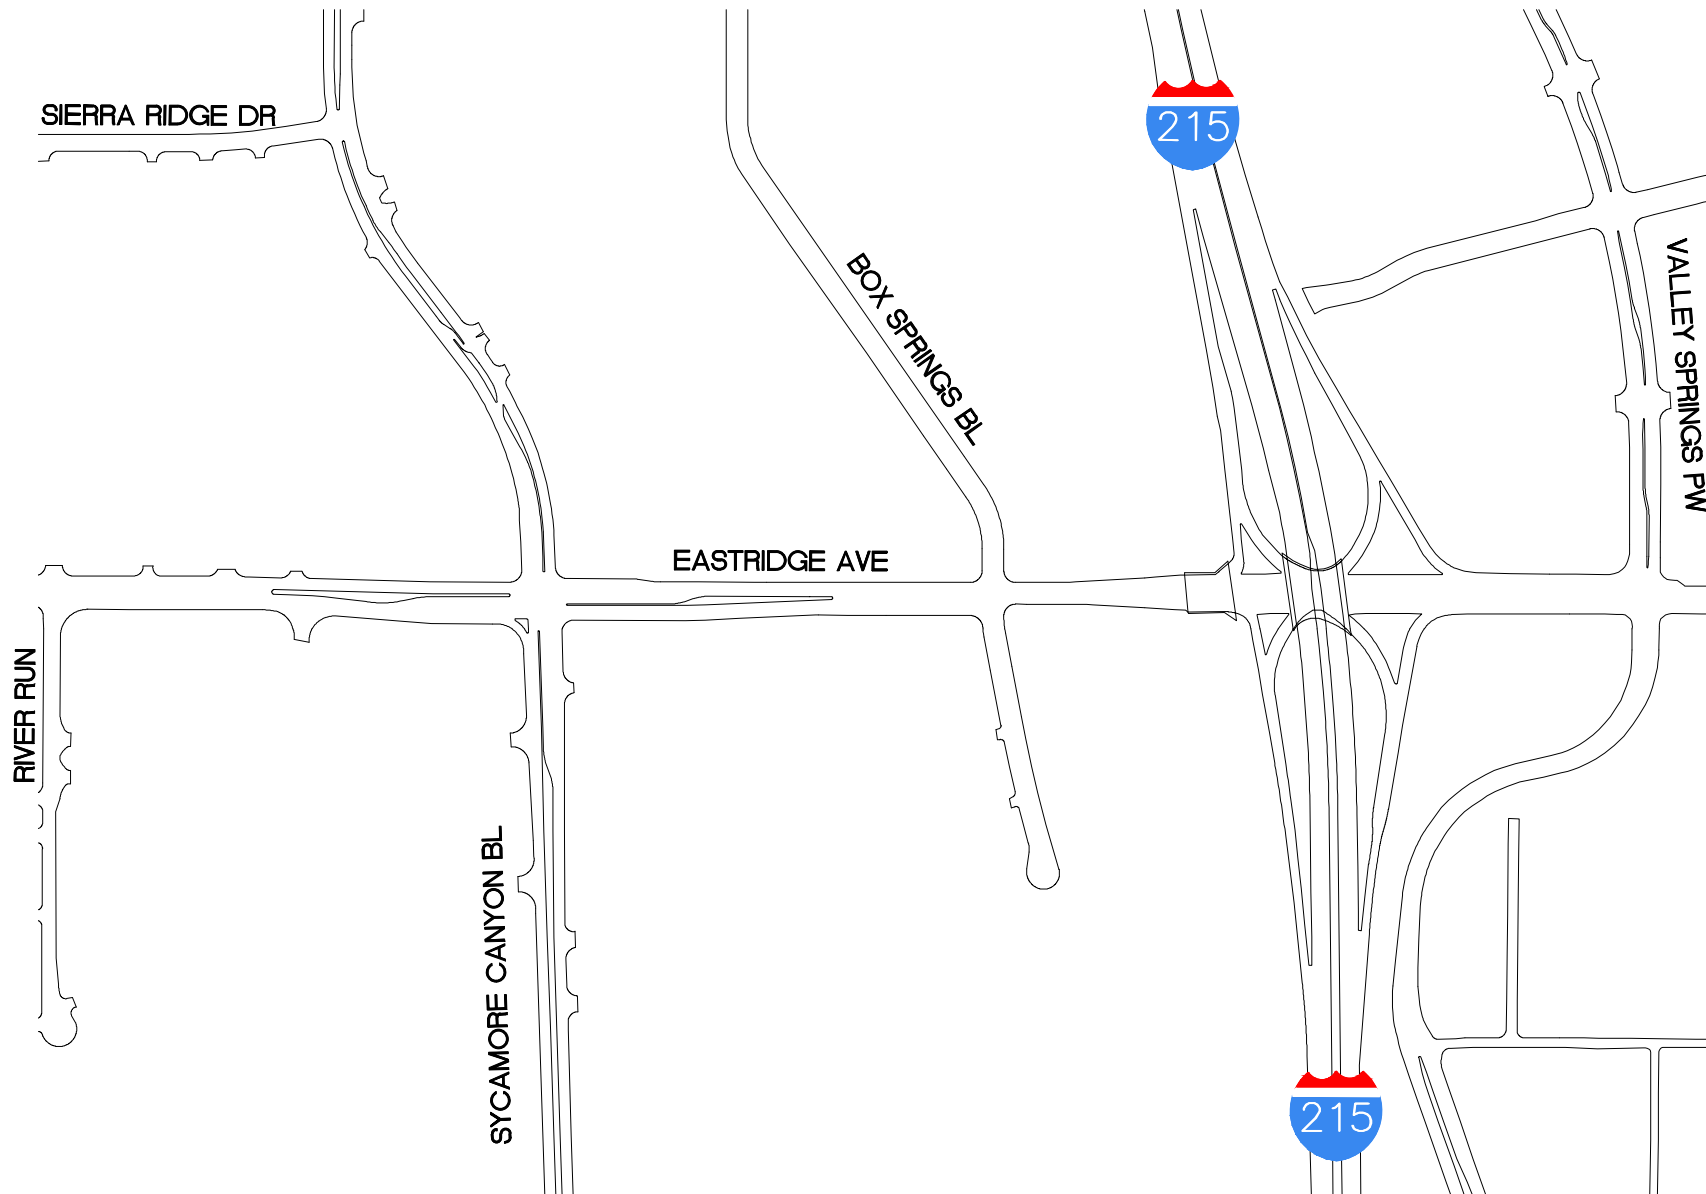 SIERRA RIDGE DR
215
BOX SPRINGS BL
VALLEY SPRINGS PW
EASTRIDGE AVE
RIVER RUN
SYCAMORE CANYON BL
215